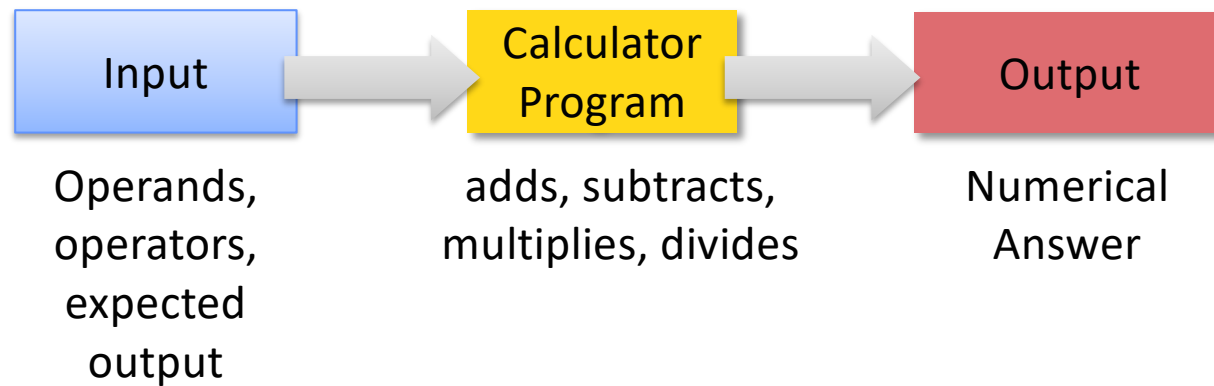 Input
Calculator
Program
Output
Operands,
operators,
expected
output
adds, subtracts,
multiplies, divides
Numerical
Answer